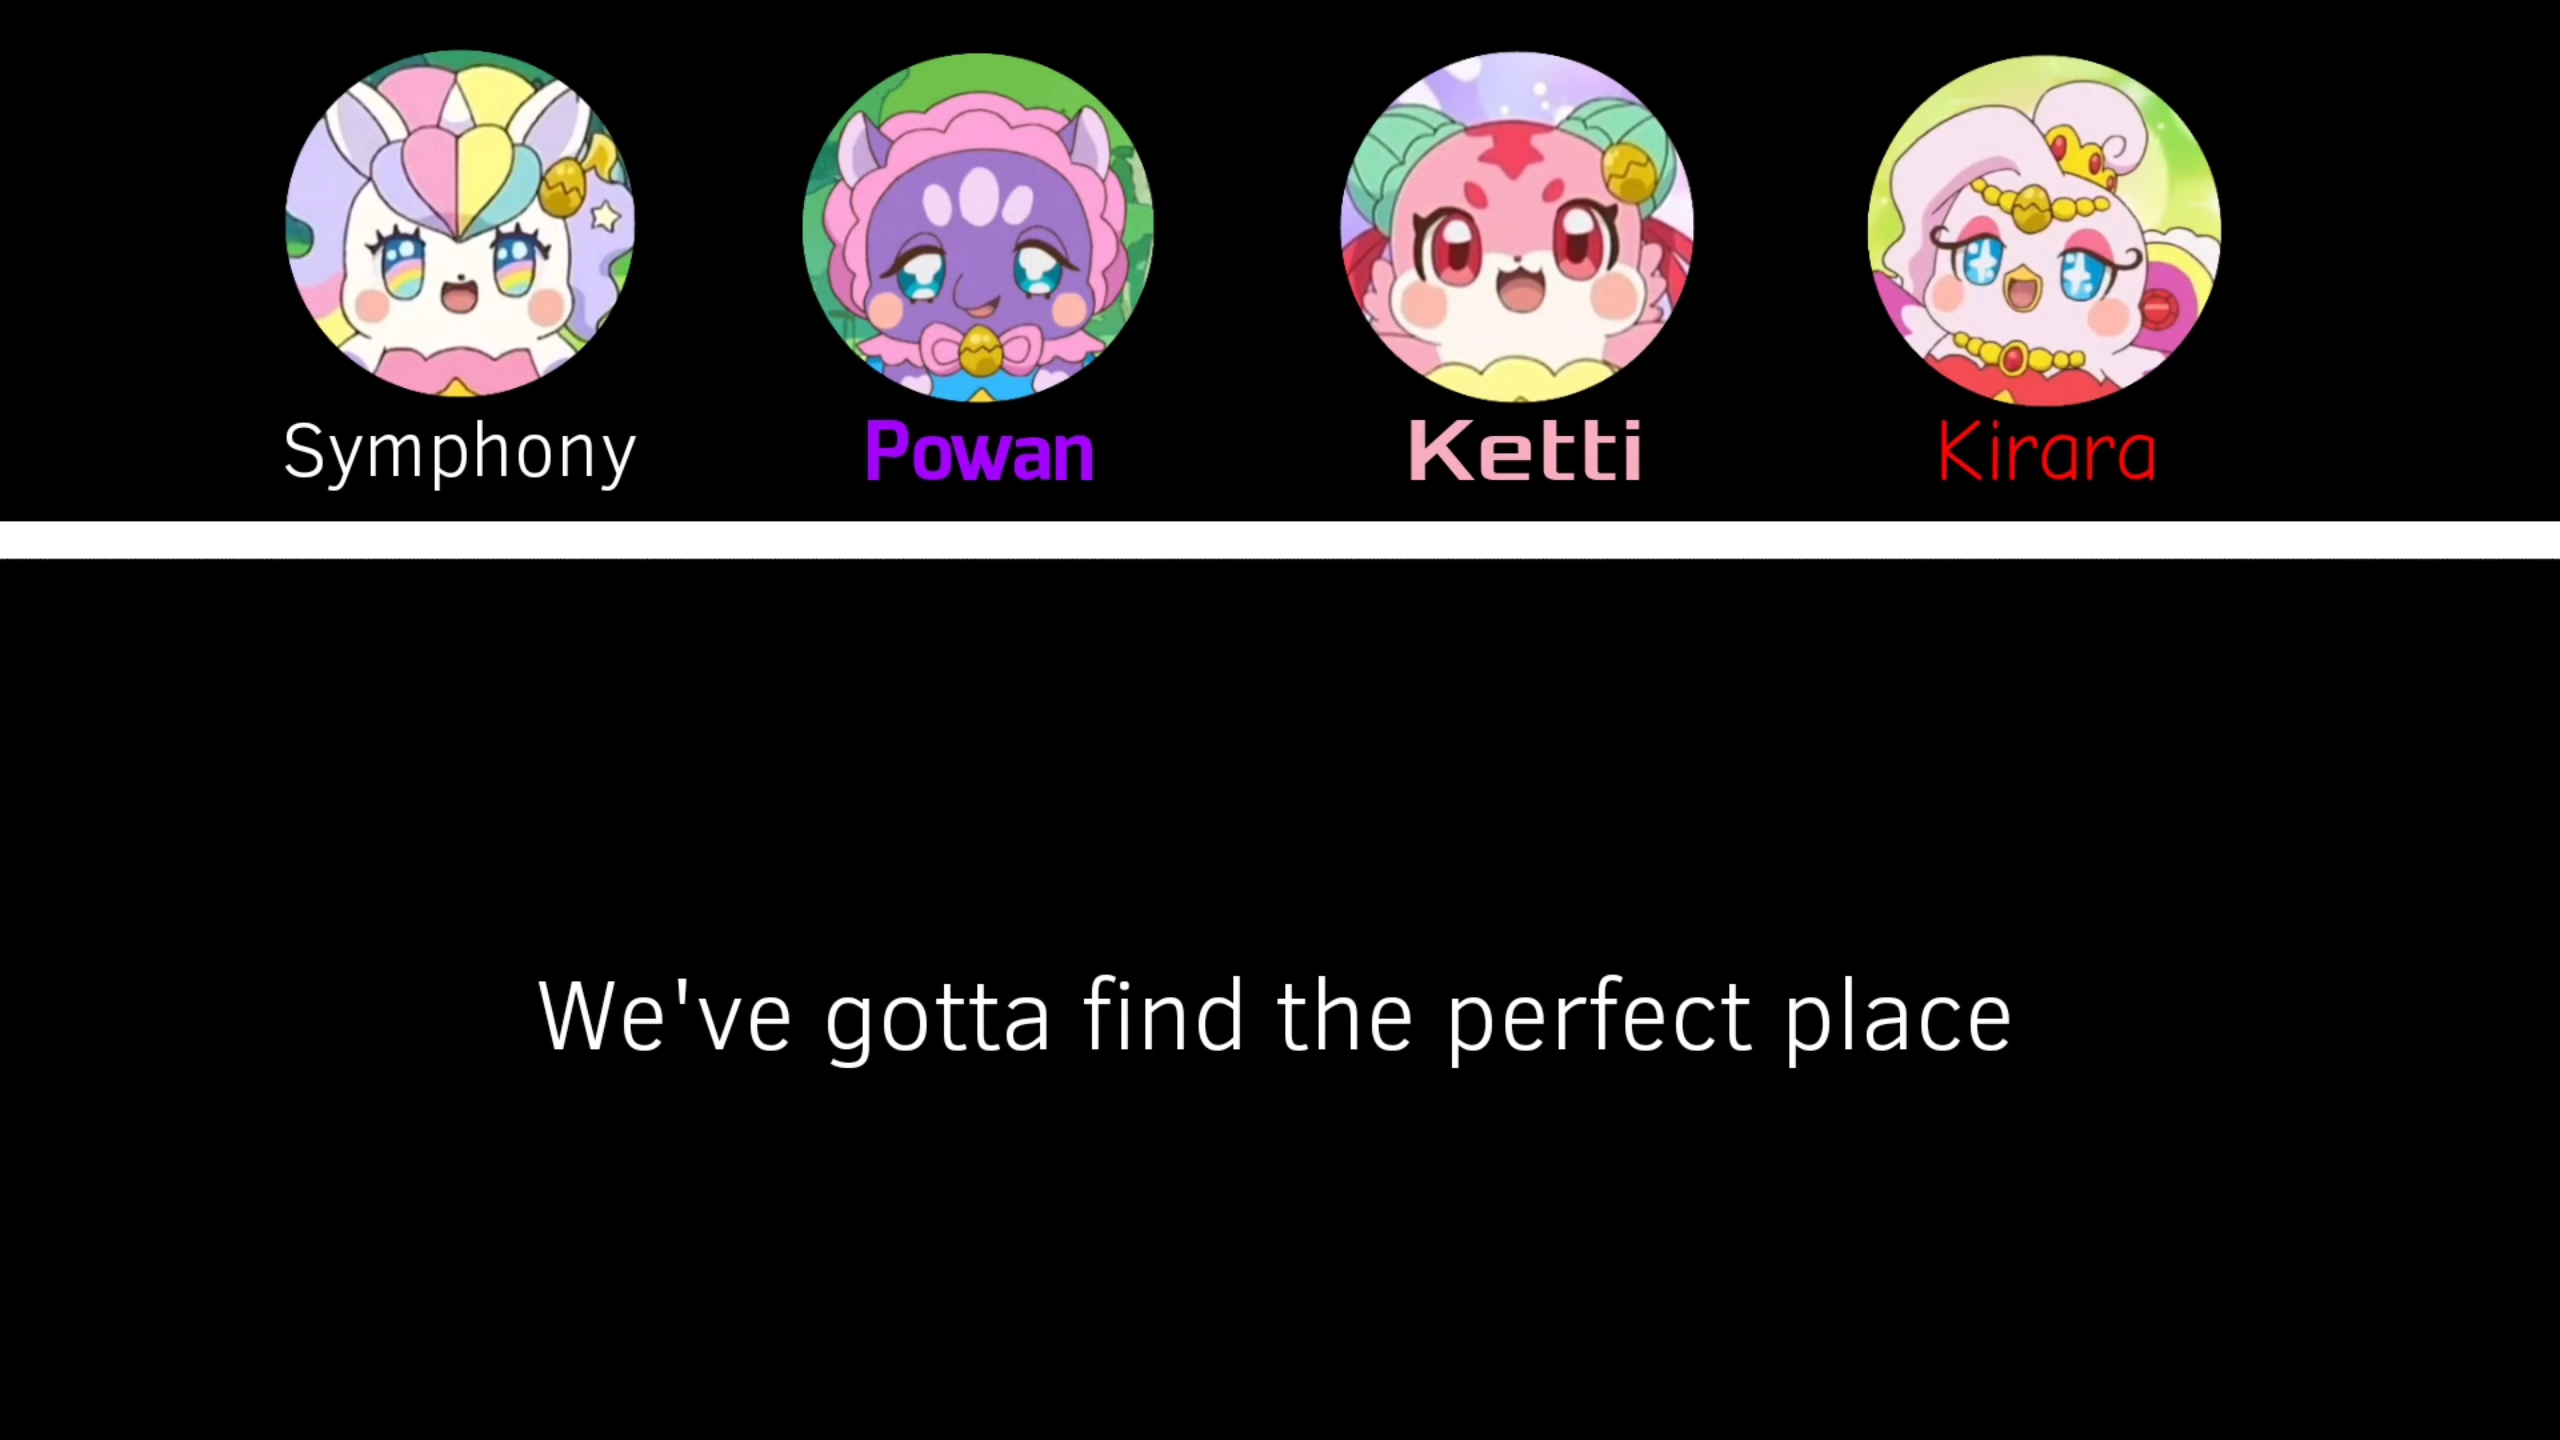 Symphony
Powan
Ketti
Kirara
We've gotta find the perfect place